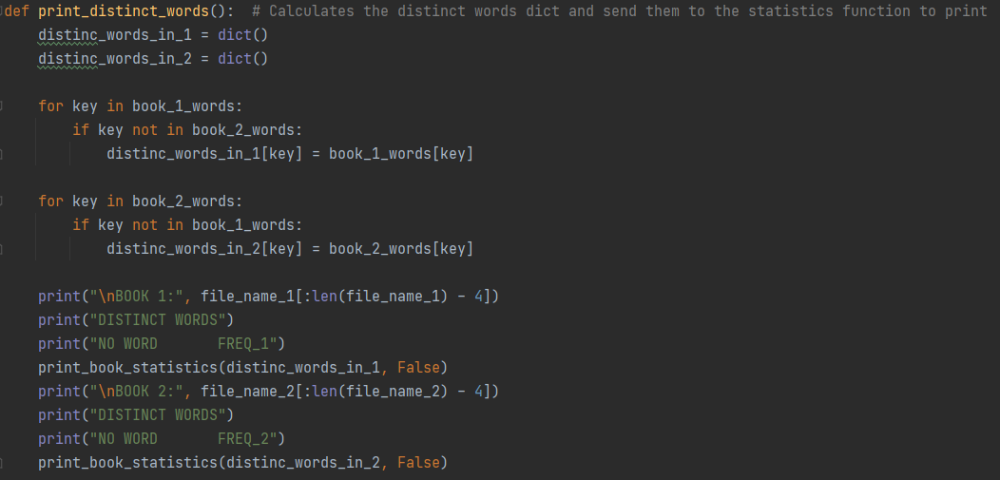 def print_distinct_words():  # Calculates the distinct words dict and send them to the statistics function to print
    distinc_words_in_1 = dict()
    distinc_words_in_2 = dict()

    for key in book_1_words:
        if key not in book_2_words:
            distinc_words_in_1[key] = book_1_words[key]

    for key in book_2_words:
        if key not in book_1_words:
            distinc_words_in_2[key] = book_2_words[key]

    print("\nBOOK 1:", file_name_1[:len(file_name_1) - 4])
    print("DISTINCT WORDS")
    print("NO WORD       FREQ_1")
    print_book_statistics(distinc_words_in_1, False)
    print("\nBOOK 2:", file_name_2[:len(file_name_2) - 4])
    print("DISTINCT WORDS")
    print("NO WORD       FREQ_2")
    print_book_statistics(distinc_words_in_2, False)